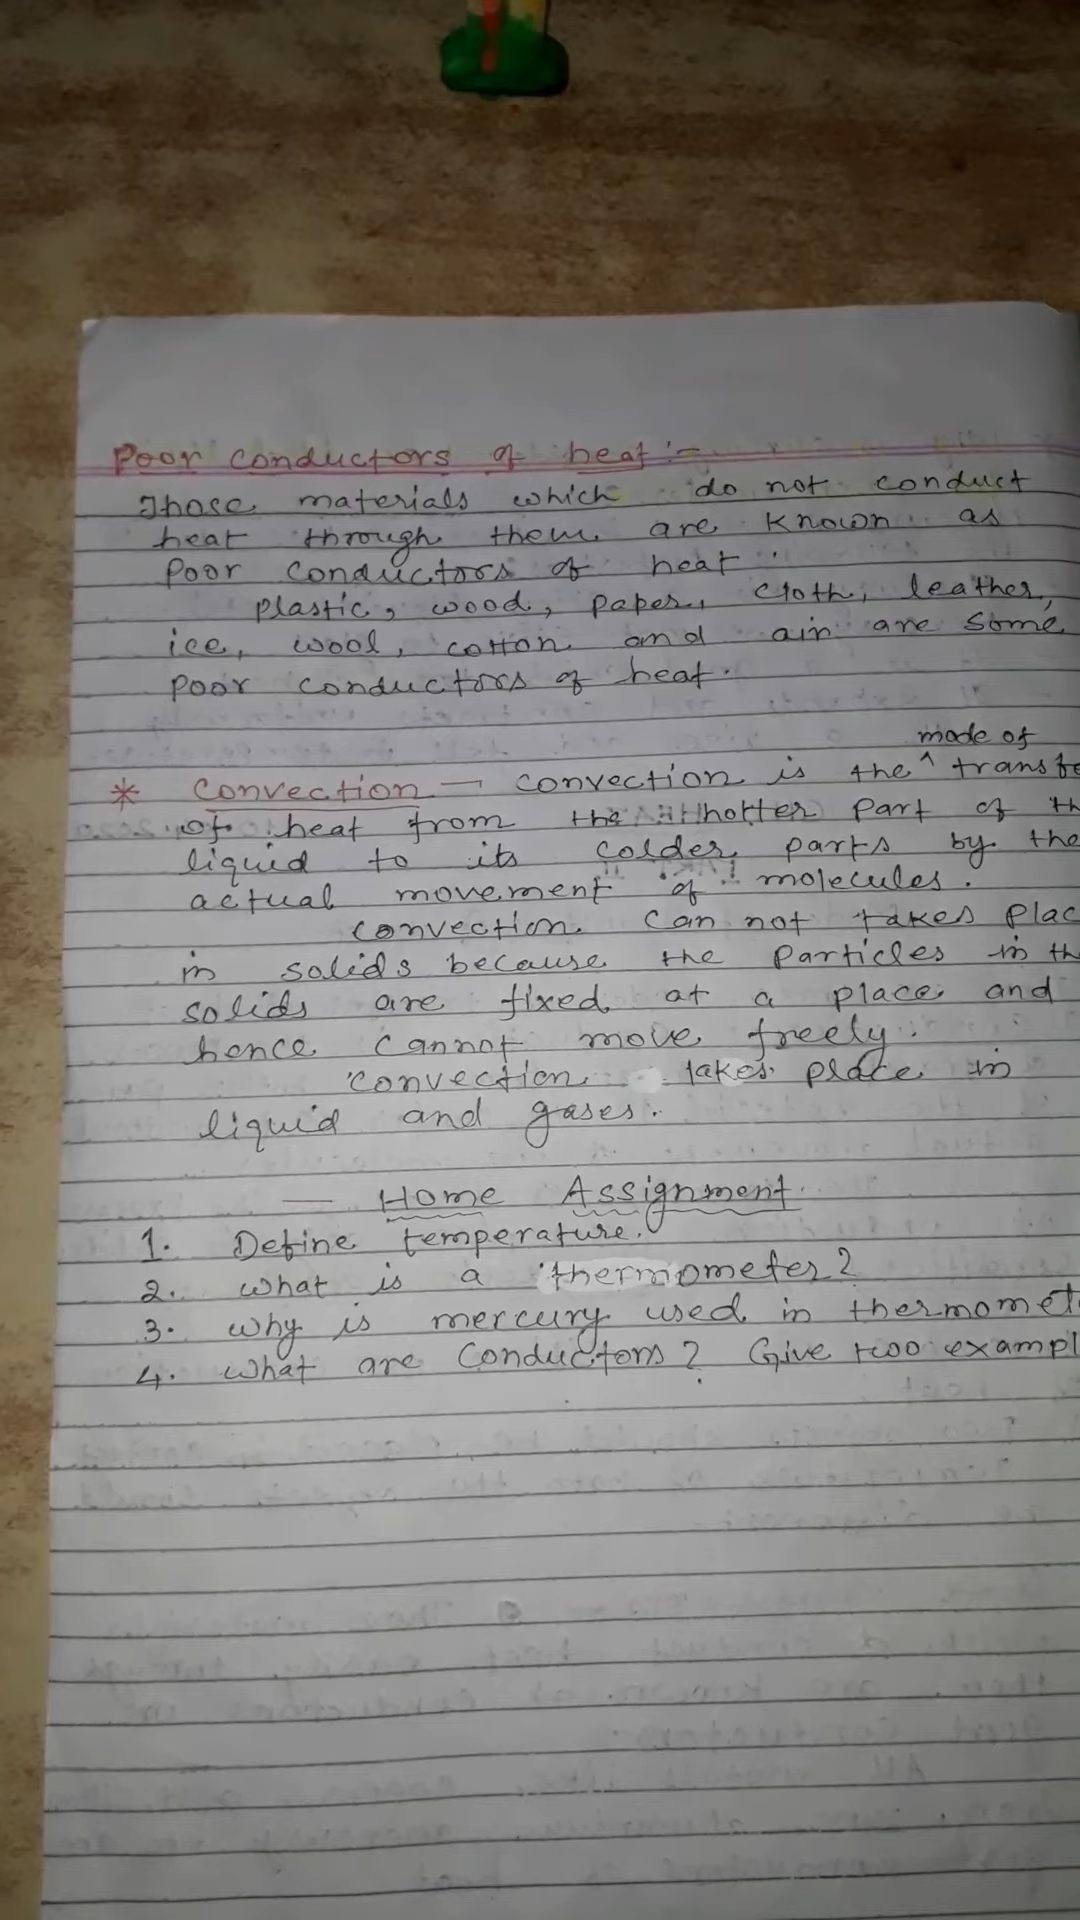 Poor conductors of heat :-
Those materials which do not conduct
heat through them are known as
Poor conductors of heat .
plastic, wood, paper, cloth, leather,
ice, wool, cotton and air are some
poor conductors of heat.
made of
* Convection - convection is the ^ transfe
of heat from the hotter part of th
liquid to its colder parts by the
actual movement of molecules.
convection can not takes plac
in solids because the particles in th
solids are fixed at a place and
hence cannot move freely.
convection takes place in
liquid and gases.
— Home Assignment.
1. Define temperature.
2. what is a thermometer?
3. why is mercury used in thermomet
4. what are conductors? Give two exampl